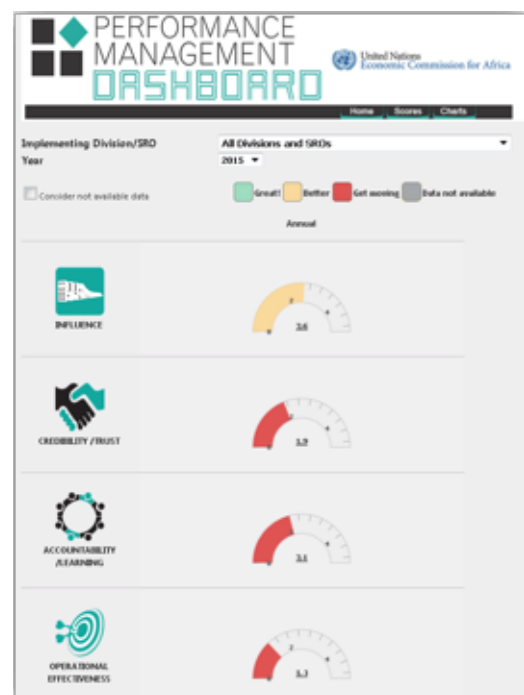 PERFORMANCE
MANAGEMENT
DASHBOARD
United Nations
Economic Commission for Africa
Home Scores Charts
Implementing Division/SRO All Divisions and SROs
Year 2015
Consider not available data Great! Better Get moving Data not available
Annual
INFLUENCE
CREDIBILITY /TRUST
ACCOUNTABILITY
/LEARNING
OPERATIONAL
EFFECTIVENESS